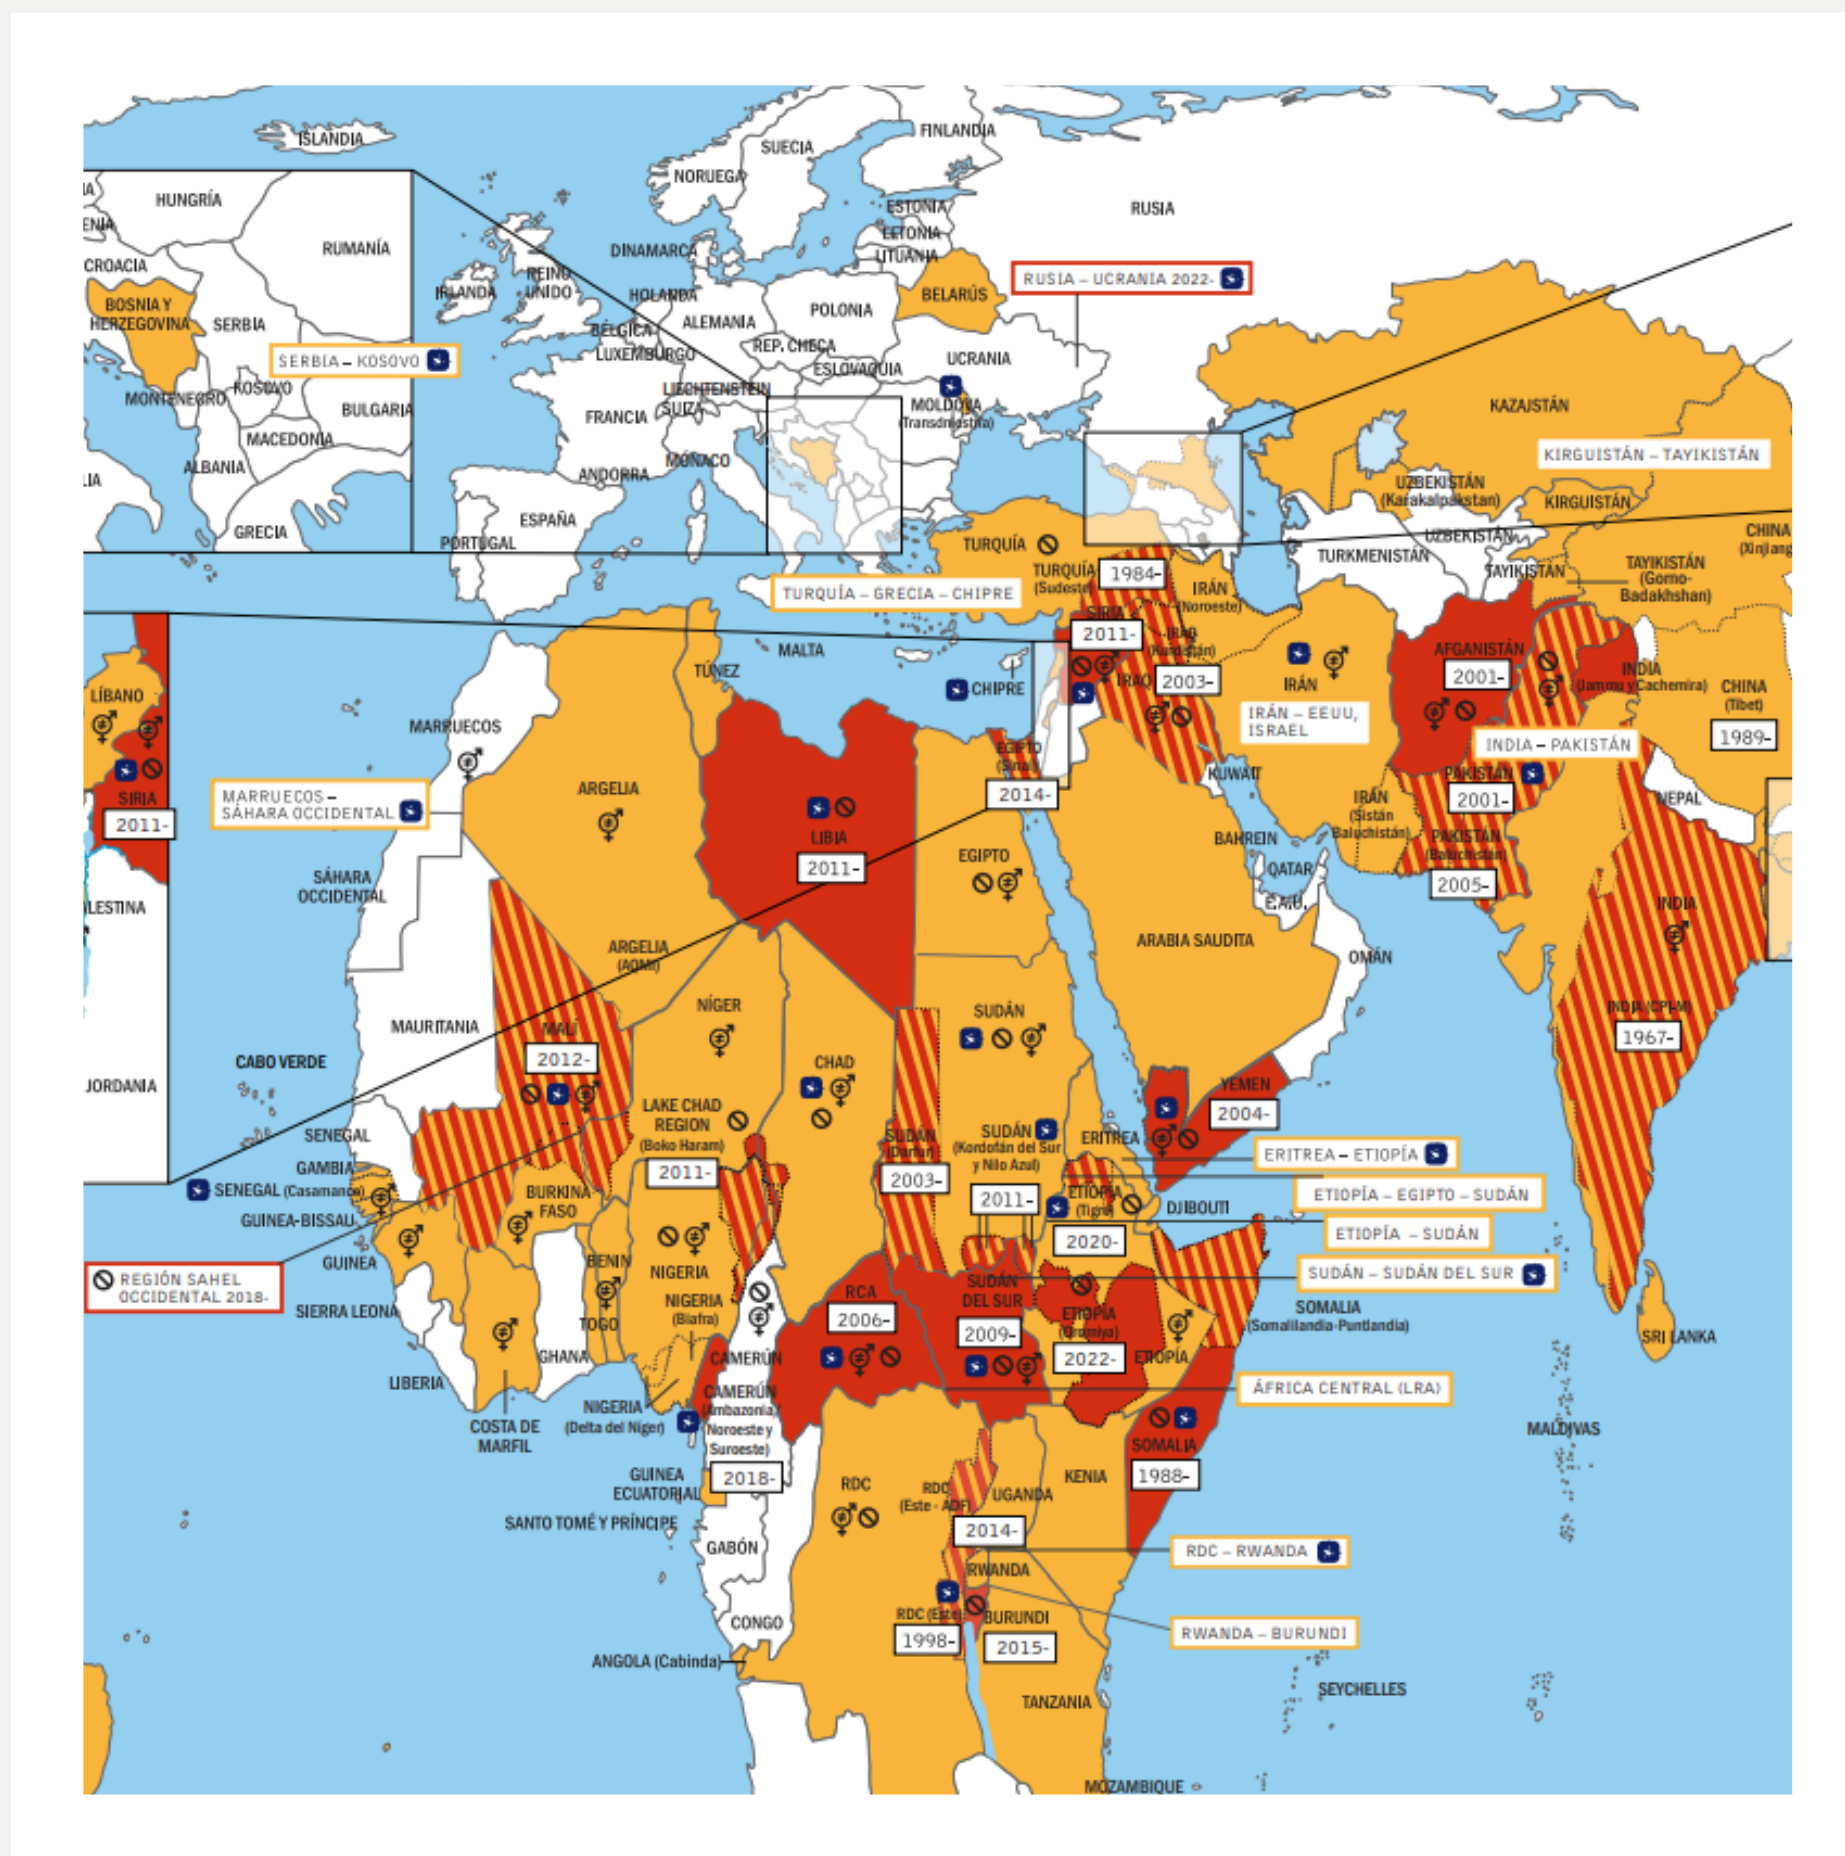 ISLANDIA
FINLANDIA
SUECIA
NORUEGA
RUSIA
ESTONIA
LETONIA
LITUANIA
DINAMARCA
REINO
UNIDO
IRLANDA
HOLANDA
BÉLGICA
LUXEMBURGO
ALEMANIA
POLONIA
BELARÚS
RUSIA – UCRANIA 2022-
REP. CHECA
ESLOVAQUIA
UCRANIA
LIECHTENSTEIN
SUIZA
FRANCIA
MOLDOVA
(Transdniestria)
MÓNACO
ANDORRA
ESPAÑA
PORTUGAL
HUNGRÍA
RUMANÍA
CROACIA
BOSNIA Y
HERZEGOVINA
SERBIA
SERBIA – KOSOVO
MONTENEGRO
KOSOVO
BULGARIA
MACEDONIA
ALBANIA
GRECIA
KAZAJSTÁN
KIRGUISTÁN – TAYIKISTÁN
UZBEKISTÁN
(Karakalpakstan)
KIRGUISTÁN
UZBEKISTÁN
TURKMENISTÁN
TAYIKISTÁN
CHINA
TAYIKISTÁN
(Gorno-
Badakhshan)
TURQUÍA
TURQUÍA
(Sudeste)
1984-
IRÁN
(Noroeste)
TURQUÍA – GRECIA – CHIPRE
SIRIA
2011-
IRAQ
(Kurdistán)
IRAQ
2003-
IRÁN
IRÁN – EEUU,
ISRAEL
AFGANISTÁN
2001-
INDIA
(Jammu y Cachemira)
CHINA
(Tíbet)
1989-
INDIA – PAKISTÁN
PAKISTÁN
2001-
NEPAL
IRÁN
(Sistán
Baluchistán)
PAKISTÁN
(Baluchistán)
2005-
INDIA
INDIA (CPI-M)
1967-
SRI LANKA
MALDIVAS
MALTA
CHIPRE
TÚNEZ
MARRUECOS
MARRUECOS –
SÁHARA OCCIDENTAL
SÁHARA
OCCIDENTAL
ARGELIA
ARGELIA
(AQMI)
LIBIA
2011-
EGIPTO
(Sinaí)
2014-
EGIPTO
KUWAIT
BAHREIN
QATAR
E.A.U.
OMÁN
ARABIA SAUDITA
YEMEN
2004-
LÍBANO
SIRIA
2011-
JORDANIA
MAURITANIA
CABO VERDE
MALÍ
2012-
NÍGER
CHAD
LAKE CHAD
REGION
(Boko Haram)
2011-
SUDÁN
SUDÁN
(Darfur)
2003-
SUDÁN
(Kordofán del Sur
y Nilo Azul)
2011-
ERITREA
ERITREA – ETIOPÍA
ETIOPÍA
(Tigré)
2020-
DJIBOUTI
ETIOPÍA – EGIPTO – SUDÁN
ETIOPÍA – SUDÁN
SUDÁN – SUDÁN DEL SUR
SENEGAL
GAMBIA
SENEGAL (Casamance)
GUINEA-BISSAU
GUINEA
BURKINA
FASO
BENIN
REGIÓN SAHEL
OCCIDENTAL 2018-
SIERRA LEONA
LIBERIA
COSTA DE
MARFIL
GHANA
TOGO
NIGERIA
NIGERIA
(Biafra)
NIGERIA
(Delta del Níger)
CAMERÚN
CAMERÚN
(Ambazonia/
Noroeste y
Suroeste)
2018-
RCA
2006-
SUDÁN
DEL SUR
2009-
ETIOPÍA
(Oromiya)
2022-
ETIOPÍA
SOMALIA
(Somalilandia-Puntlandia)
ÁFRICA CENTRAL (LRA)
SOMALIA
1988-
GUINEA
ECUATORIAL
SANTO TOMÉ Y PRÍNCIPE
GABÓN
CONGO
ANGOLA (Cabinda)
RDC
RDC
(Este - ADF)
2014-
UGANDA
KENIA
RDC – RWANDA
RWANDA
RDC (Este)
1998-
BURUNDI
2015-
RWANDA – BURUNDI
TANZANIA
SEYCHELLES
MOZAMBIQUE